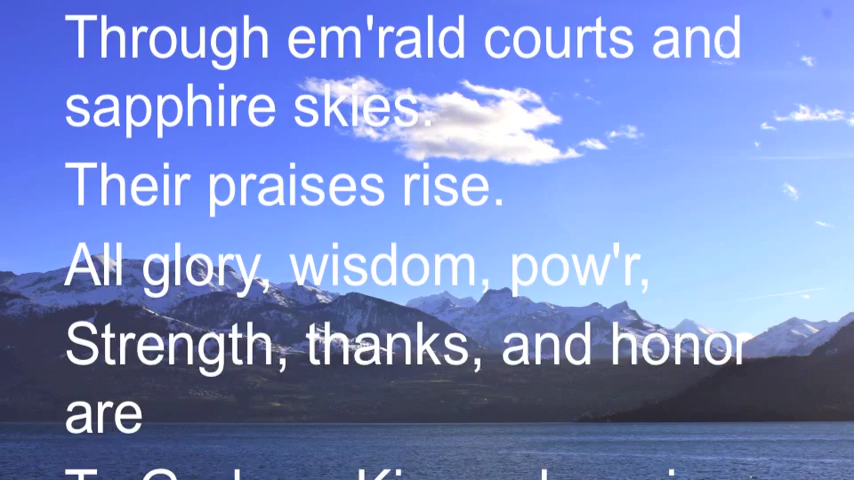 Through em'rald courts and
sapphire skies.
Their praises rise.
All glory, wisdom, pow'r,
Strength, thanks, and honor
are